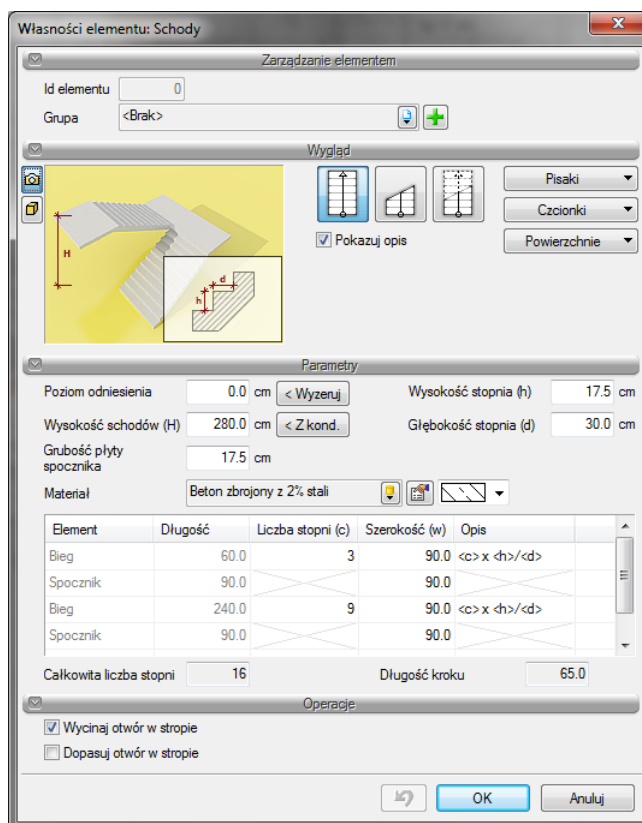 Własności elementu: Schody
Zarządzanie elementem
Id elementu 0
Grupa <Brak>
Wygląd
H
d
h
Pisaki
Czcionki
Pokazuj opis Powierzchnie
Parametry
Poziom odniesienia 0.0 cm < Wyzeruj Wysokość stopnia (h) 17.5 cm
Wysokość schodów (H) 280.0 cm < Z kond. Głębokość stopnia (d) 30.0 cm
Grubość płyty
spocznika 17.5 cm
Materiał Beton zbrojony z 2% stali
Element Długość Liczba stopni (c) Szerokość (w) Opis
Bieg 60.0 3 90.0 <c> x <h>/<d>
Spocznik 90.0 90.0
Bieg 240.0 9 90.0 <c> x <h>/<d>
Spocznik 90.0 90.0
Całkowita liczba stopni 16 Długość kroku 65.0
Operacje
Wycinaj otwór w stropie
Dopasuj otwór w stropie
OK Anuluj